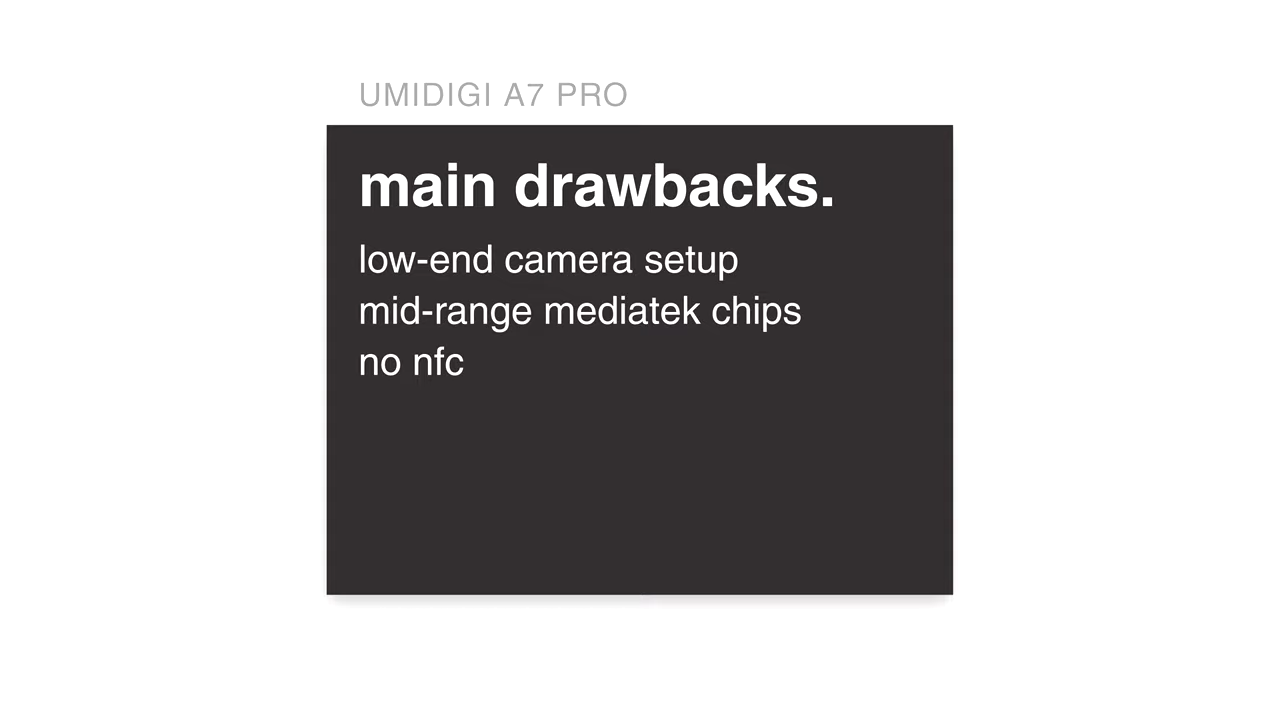 UMIDIGI A7 PRO
main drawbacks.
low-end camera setup
mid-range mediatek chips
no nfc